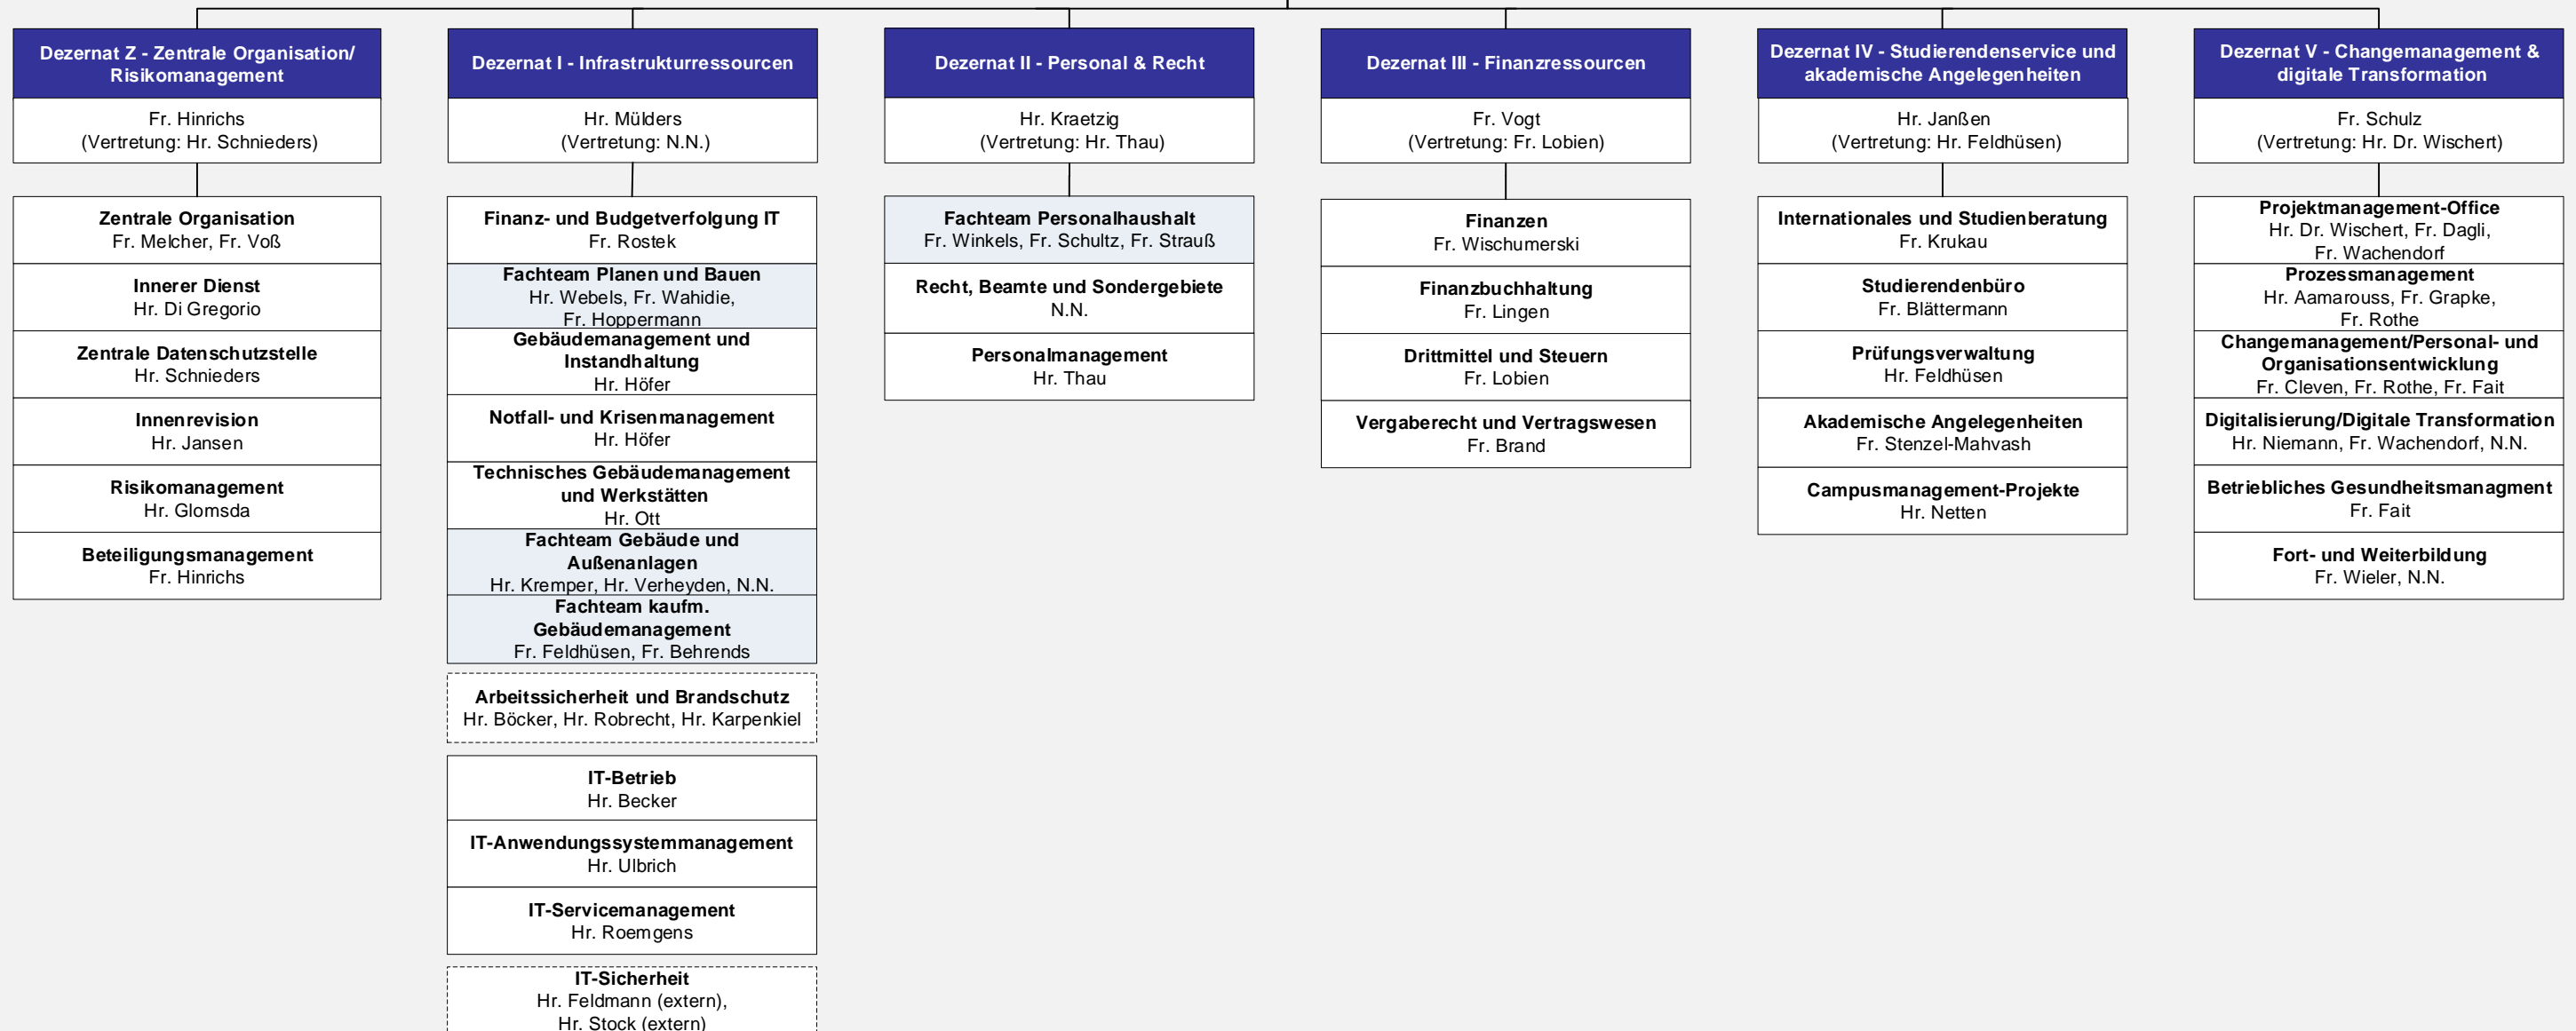 Dezernat Z - Zentrale Organisation/
Risikomanagement
Fr. Hinrichs
(Vertretung: Hr. Schnieders)
Zentrale Organisation
Fr. Melcher, Fr. Voß
Innerer Dienst
Hr. Di Gregorio
Zentrale Datenschutzstelle
Hr. Schnieders
Innenrevision
Hr. Jansen
Risikomanagement
Hr. Glomsda
Beteiligungsmanagement
Fr. Hinrichs
Dezernat I - Infrastrukturressourcen
Hr. Mülders
(Vertretung: N.N.)
Finanz- und Budgetverfolgung IT
Fr. Rostek
Fachteam Planen und Bauen
Hr. Webels, Fr. Wahidie,
Fr. Hoppermann
Gebäudemanagement und
Instandhaltung
Hr. Höfer
Notfall- und Krisenmanagement
Hr. Höfer
Technisches Gebäudemanagement
und Werkstätten
Hr. Ott
Fachteam Gebäude und
Außenanlagen
Hr. Kremper, Hr. Verheyden, N.N.
Fachteam kaufm.
Gebäudemanagement
Fr. Feldhüsen, Fr. Behrends
Arbeitssicherheit und Brandschutz
Hr. Böcker, Hr. Robrecht, Hr. Karpenkiel
IT-Betrieb
Hr. Becker
IT-Anwendungssystemmanagement
Hr. Ulbrich
IT-Servicemanagement
Hr. Roemgens
IT-Sicherheit
Hr. Feldmann (extern),
Hr. Stock (extern)
Dezernat II - Personal & Recht
Hr. Kraetzig
(Vertretung: Hr. Thau)
Fachteam Personalhaushalt
Fr. Winkels, Fr. Schultz, Fr. Strauß
Recht, Beamte und Sondergebiete
N.N.
Personalmanagement
Hr. Thau
Dezernat III - Finanzressourcen
Fr. Vogt
(Vertretung: Fr. Lobien)
Finanzen
Fr. Wischumerski
Finanzbuchhaltung
Fr. Lingen
Drittmittel und Steuern
Fr. Lobien
Vergaberecht und Vertragswesen
Fr. Brand
Dezernat IV - Studierendenservice und
akademische Angelegenheiten
Hr. Janßen
(Vertretung: Hr. Feldhüsen)
Internationales und Studienberatung
Fr. Krukau
Studierendenbüro
Fr. Blättermann
Prüfungsverwaltung
Hr. Feldhüsen
Akademische Angelegenheiten
Fr. Stenzel-Mahvash
Campusmanagement-Projekte
Hr. Netten
Dezernat V - Changemanagement &
digitale Transformation
Fr. Schulz
(Vertretung: Hr. Dr. Wischert)
Projektmanagement-Office
Hr. Dr. Wischert, Fr. Dagli,
Fr. Wachendorf
Prozessmanagement
Hr. Aamarouss, Fr. Grapke,
Fr. Rothe
Changemanagement/Personal- und
Organisationsentwicklung
Fr. Cleven, Fr. Rothe, Fr. Fait
Digitalisierung/Digitale Transformation
Hr. Niemann, Fr. Wachendorf, N.N.
Betriebliches Gesundheitsmanagment
Fr. Fait
Fort- und Weiterbildung
Fr. Wieler, N.N.